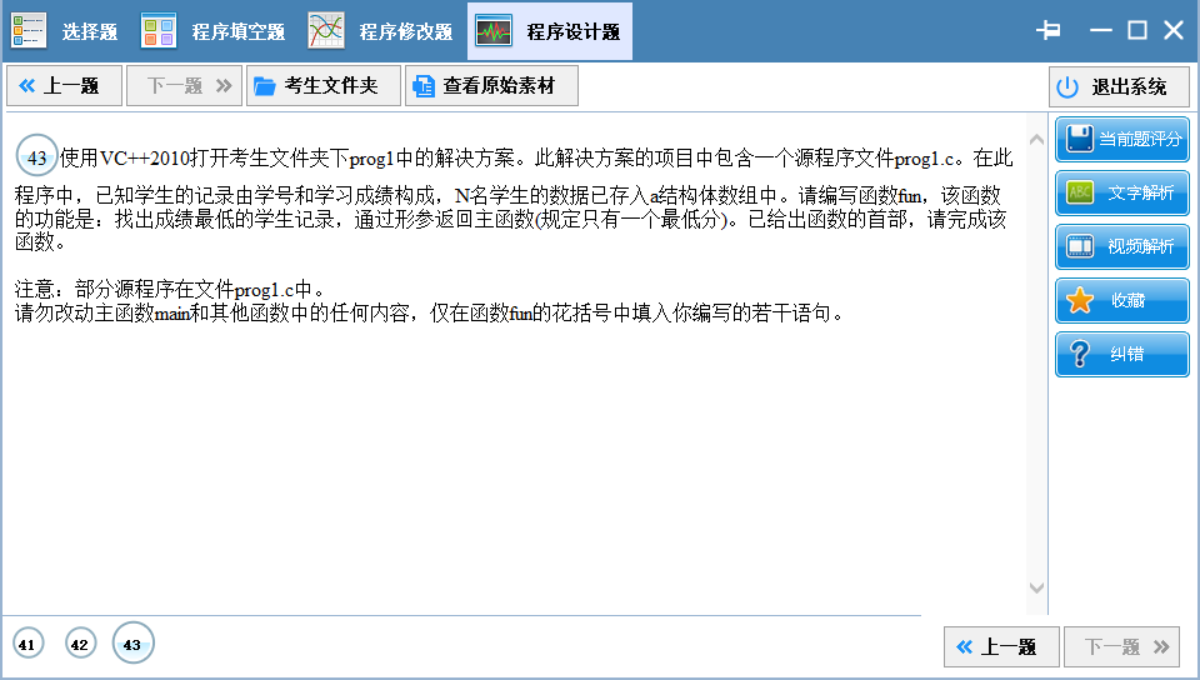 选择题 程序填空题 程序修改题 程序设计题
上一题 下一题 考生文件夹 查看原始素材 退出系统
43 使用VC++2010打开考生文件夹下prog1中的解决方案。此解决方案的项目中包含一个源程序文件prog1.c。在此
程序中，已知学生的记录由学号和学习成绩构成，N名学生的数据已存入a结构体数组中。请编写函数fun，该函数
的功能是：找出成绩最低的学生记录，通过形参返回主函数(规定只有一个最低分)。已给出函数的首部，请完成该
函数。
注意：部分源程序在文件prog1.c中。
请勿改动主函数main和其他函数中的任何内容，仅在函数fun的花括号中填入你编写的若干语句。
当前题评分
ABC 文字解析
视频解析
收藏
纠错
41 42 43
上一题 下一题